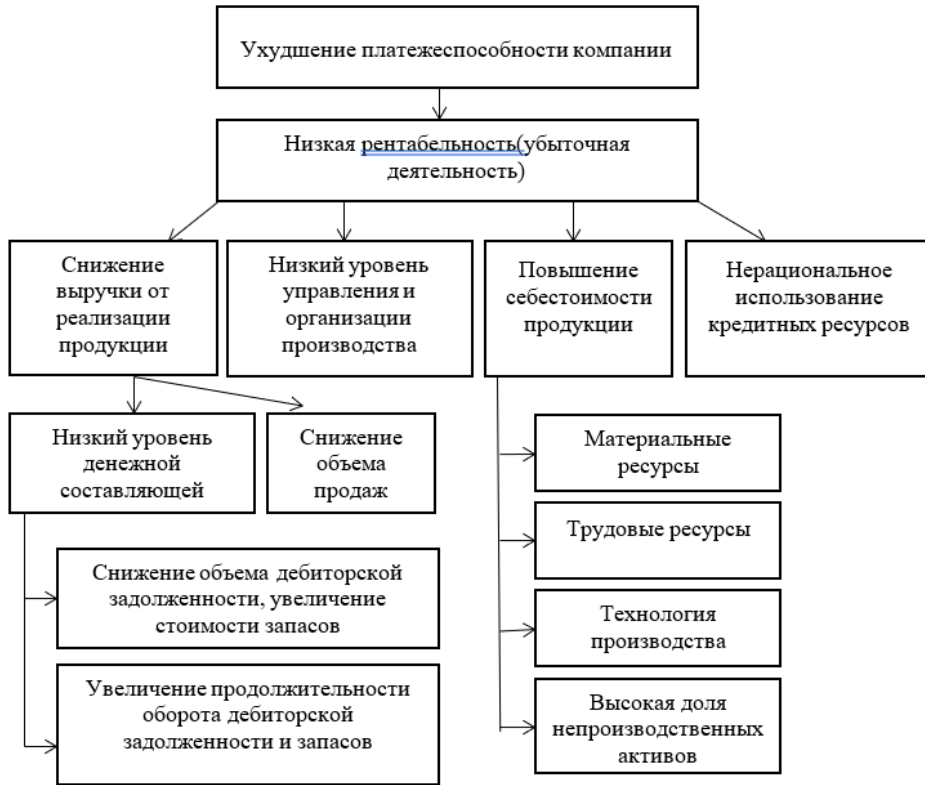 Ухудшение платежеспособности компании
Низкая рентабельность(убыточная
деятельность)
Снижение
выручки от
реализации
продукции
Низкий уровень
управления и
организации
производства
Повышение
себестоимости
продукции
Нерациональное
использование
кредитных ресурсов
Низкий уровень
денежной
составляющей
Снижение
объема
продаж
Материальные
ресурсы
Трудовые ресурсы
Технология
производства
Высокая доля
непроизводственных
активов
Снижение объема дебиторской
задолженности, увеличение
стоимости запасов
Увеличение продолжительности
оборота дебиторской
задолженности и запасов